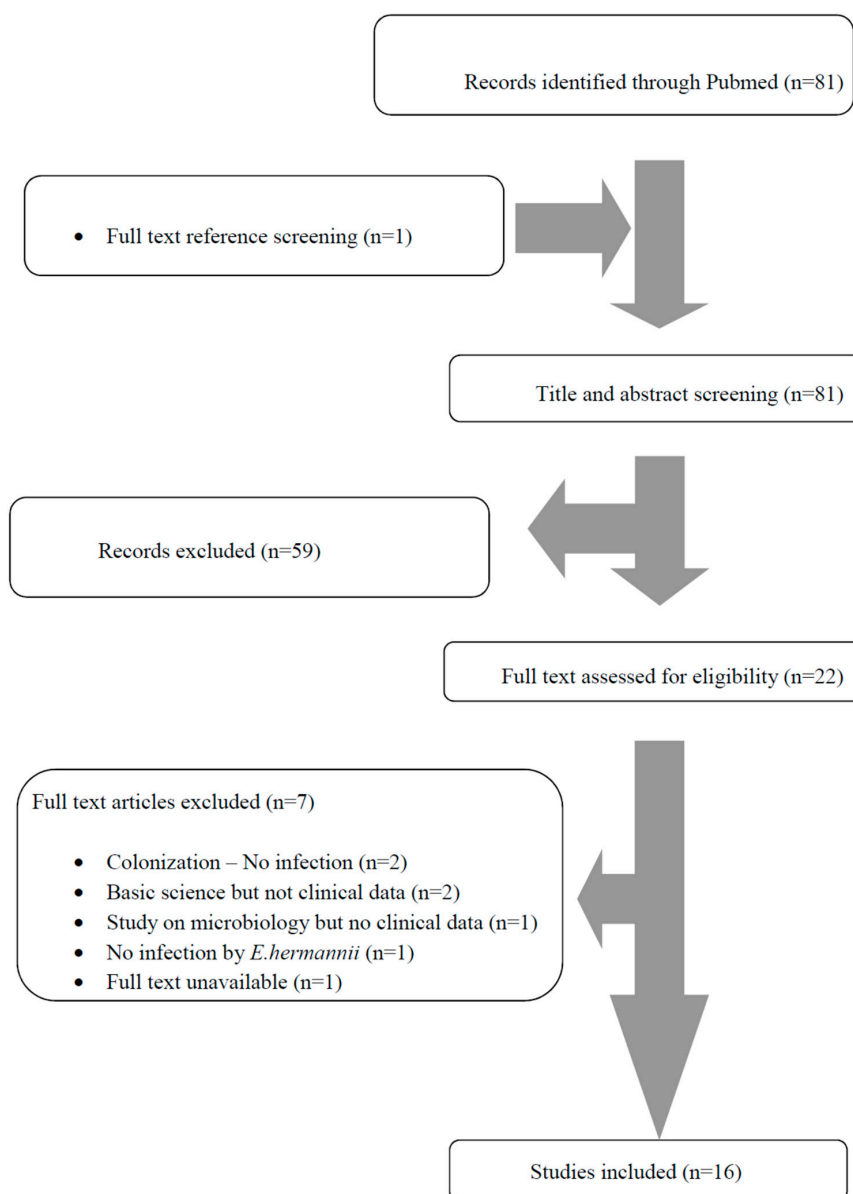 Records identified through Pubmed (n=81)
• Full text reference screening (n=1)
Title and abstract screening (n=81)
Records excluded (n=59)
Full text assessed for eligibility (n=22)
Full text articles excluded (n=7)
• Colonization – No infection (n=2)
• Basic science but not clinical data (n=2)
• Study on microbiology but no clinical data (n=1)
• No infection by E.hermannii (n=1)
• Full text unavailable (n=1)
Studies included (n=16)